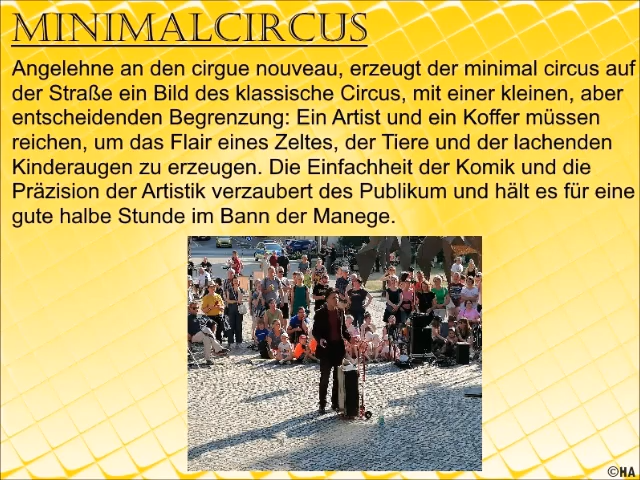 MINIMALCIRCUS
Angelehne an den cirgue nouveau, erzeugt der minimal circus auf
der Straße ein Bild des klassische Circus, mit einer kleinen, aber
entscheidenden Begrenzung: Ein Artist und ein Koffer müssen
reichen, um das Flair eines Zeltes, der Tiere und der lachenden
Kinderaugen zu erzeugen. Die Einfachheit der Komik und die
Präzision der Artistik verzaubert des Publikum und hält es für eine
gute halbe Stunde im Bann der Manege.
©HA